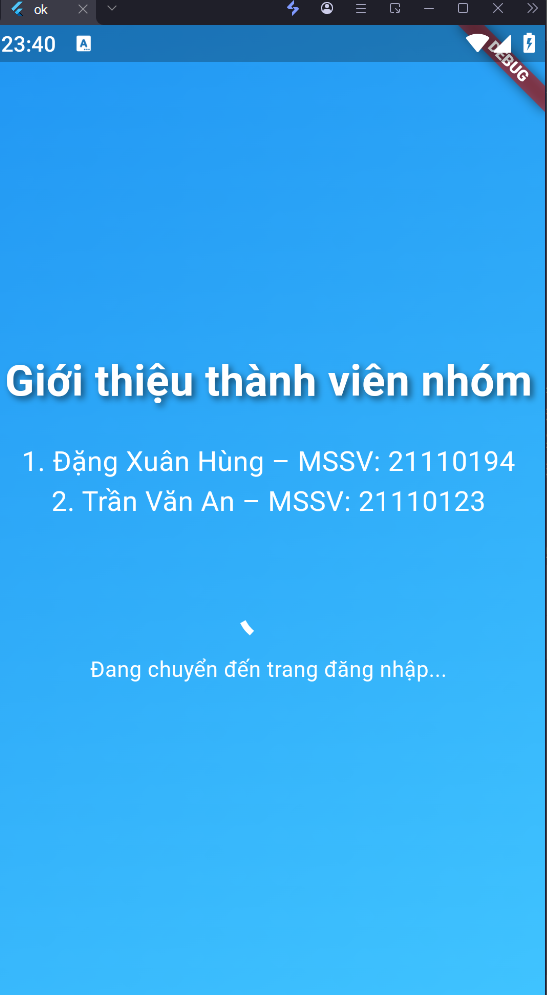 ok
23:40
A
DEBUG
Giới thiệu thành viên nhóm
1. Đặng Xuân Hùng – MSSV: 21110194
2. Trần Văn An – MSSV: 21110123
Đang chuyển đến trang đăng nhập...